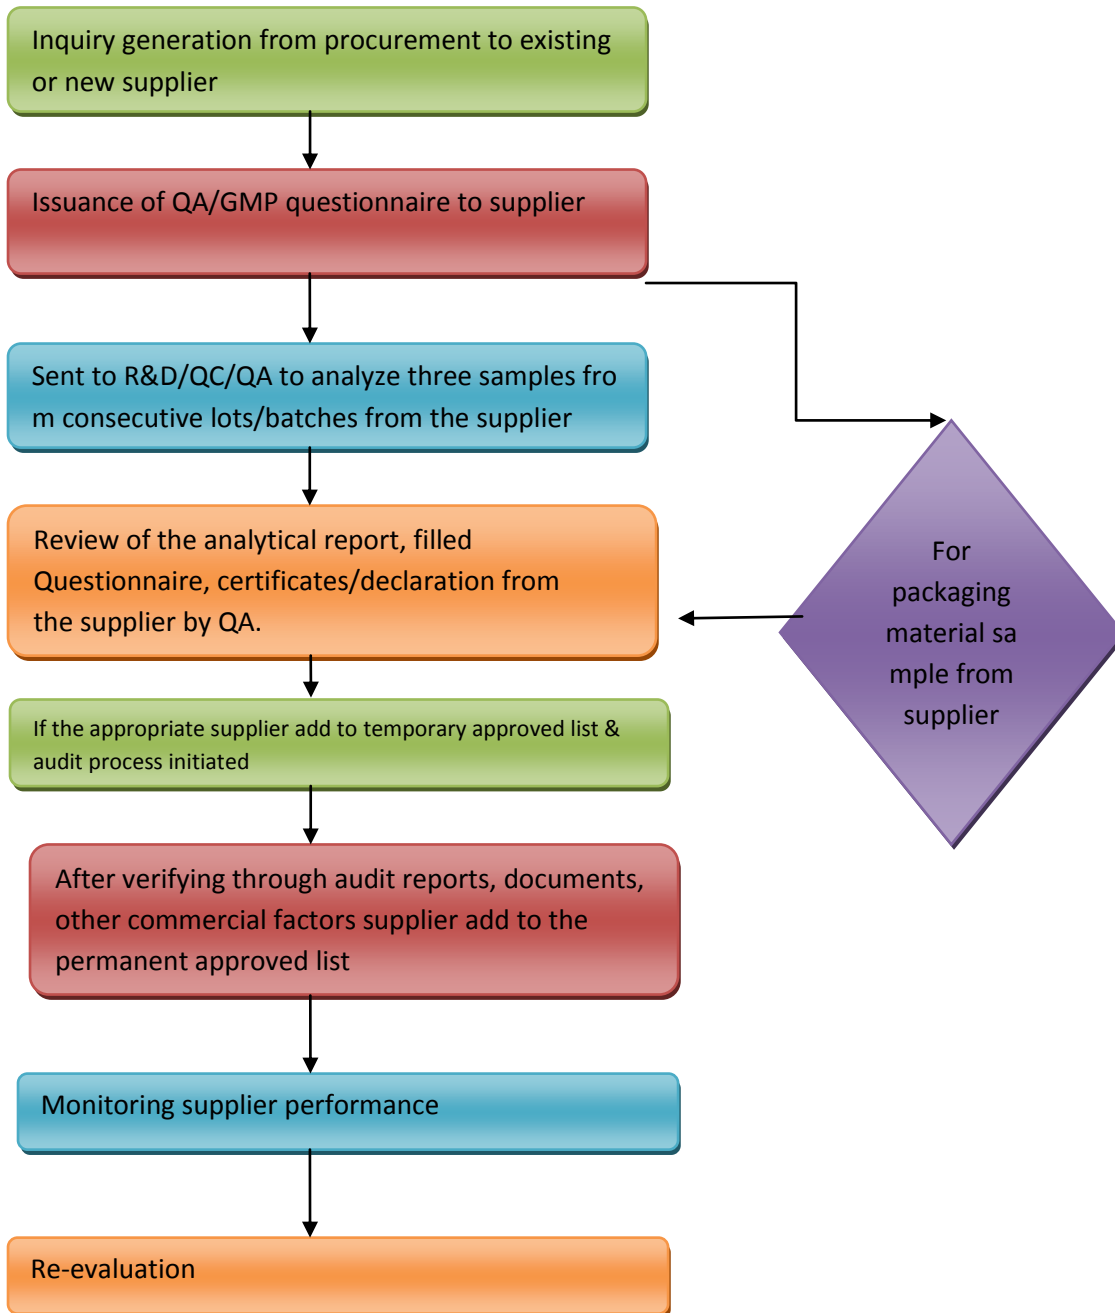 Inquiry generation from procurement to existing
or new supplier
Issuance of QA/GMP questionnaire to supplier
Sent to R&D/QC/QA to analyze three samples fro
m consecutive lots/batches from the supplier
Review of the analytical report, filled
Questionnaire, certificates/declaration from
the supplier by QA.
For
packaging
material sa
mple from
supplier
If the appropriate supplier add to temporary approved list &
audit process initiated
After verifying through audit reports, documents,
other commercial factors supplier add to the
permanent approved list
Monitoring supplier performance
Re-evaluation